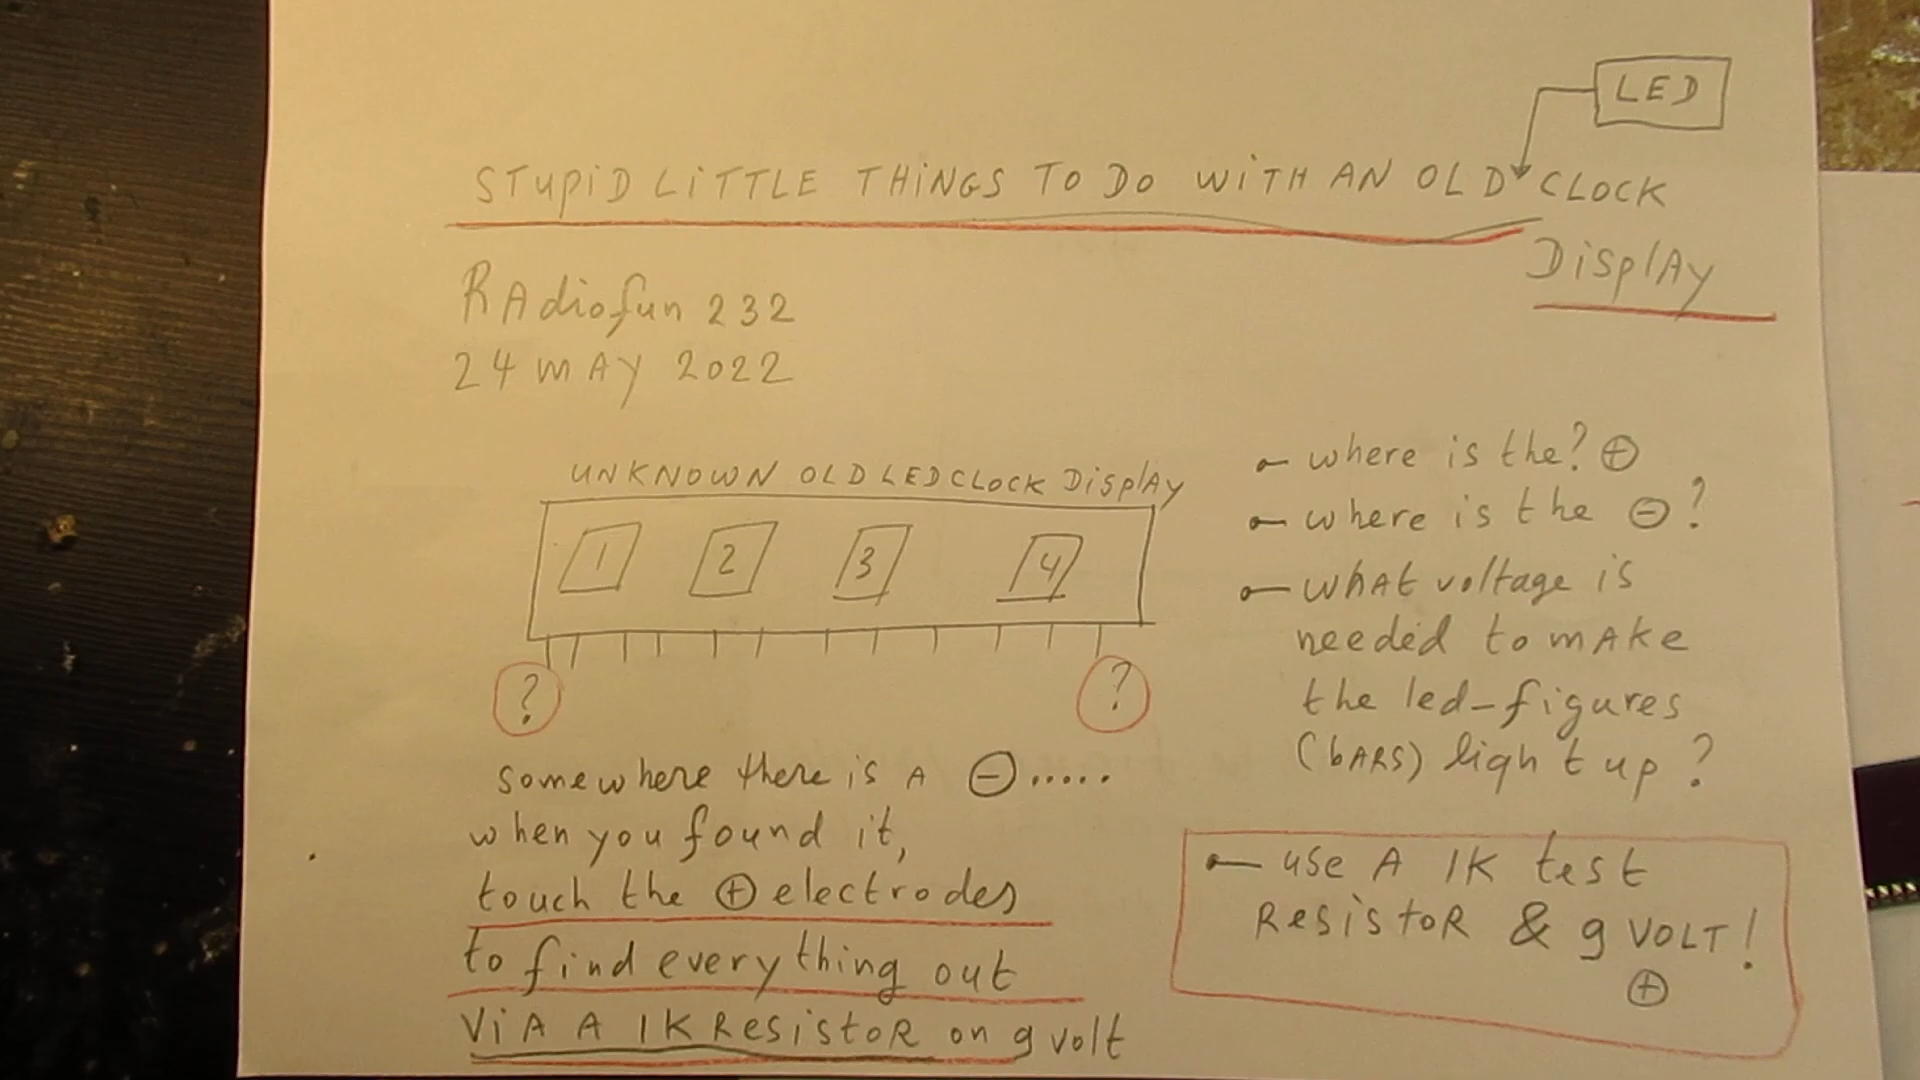 LED
STUPID LITTLE THINGS TO DO WITH AN OLD CLOCK
DISPLAY
RAdiofun 232
24 MAY 2022
UNKNOWN OLD LED CLOCK DISPLAY
1 2 3 4
? ?
somewhere there is A ⊖.....
when you found it,
touch the ⊕ electrodes
to find everything out
VIA A 1K RESISTOR on 9 volt
- where is the? ⊕
- where is the ⊖?
- WHAT voltage is
needed to make
the led-figures
(bARS) light up?
- use A 1K test
RESISTOR & 9 VOLT!
⊕